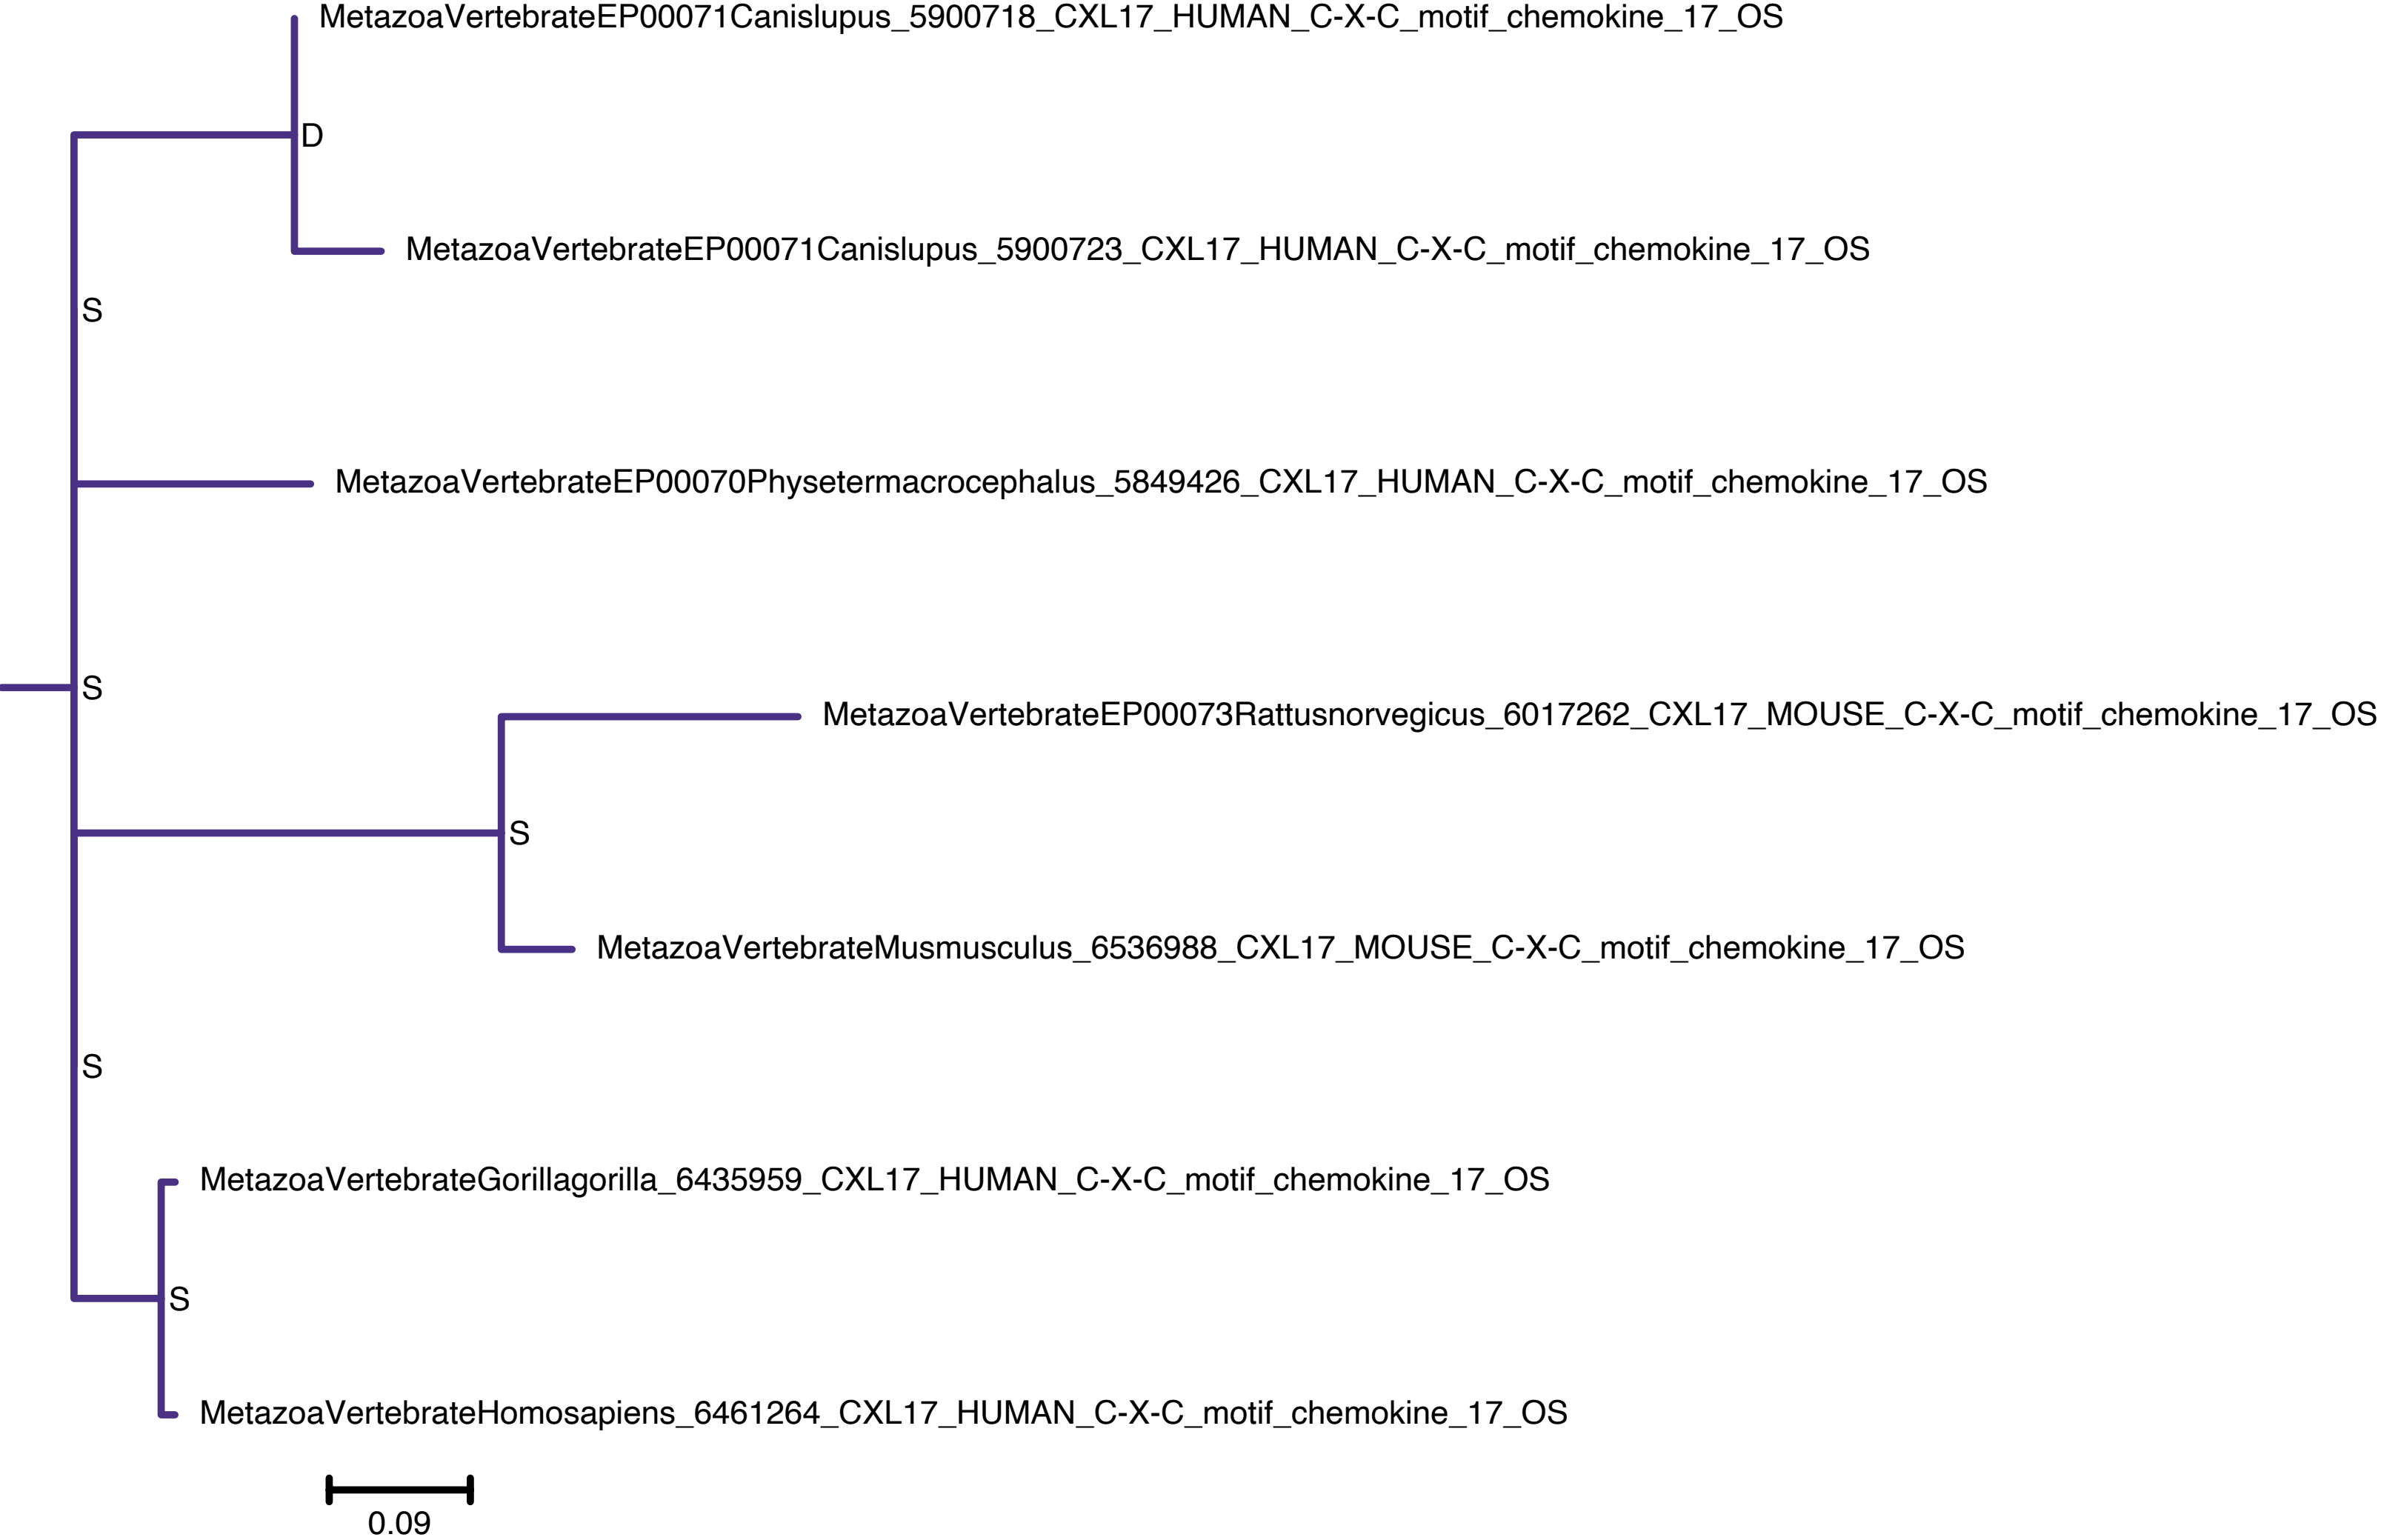 MetazoaVertebrateEP00071Canislupus_5900718_CXL17_HUMAN_C-X-C_motif_chemokine_17_OS
D
MetazoaVertebrateEP00071Canislupus_5900723_CXL17_HUMAN_C-X-C_motif_chemokine_17_OS
S
MetazoaVertebrateEP00070Physetermacrocephalus_5849426_CXL17_HUMAN_C-X-C_motif_chemokine_17_OS
S
MetazoaVertebrateEP00073Rattusnorvegicus_6017262_CXL17_MOUSE_C-X-C_motif_chemokine_17_OS
S
MetazoaVertebrateMusmusculus_6536988_CXL17_MOUSE_C-X-C_motif_chemokine_17_OS
S
MetazoaVertebrateGorillagorilla_6435959_CXL17_HUMAN_C-X-C_motif_chemokine_17_OS
S
MetazoaVertebrateHomosapiens_6461264_CXL17_HUMAN_C-X-C_motif_chemokine_17_OS
0.09